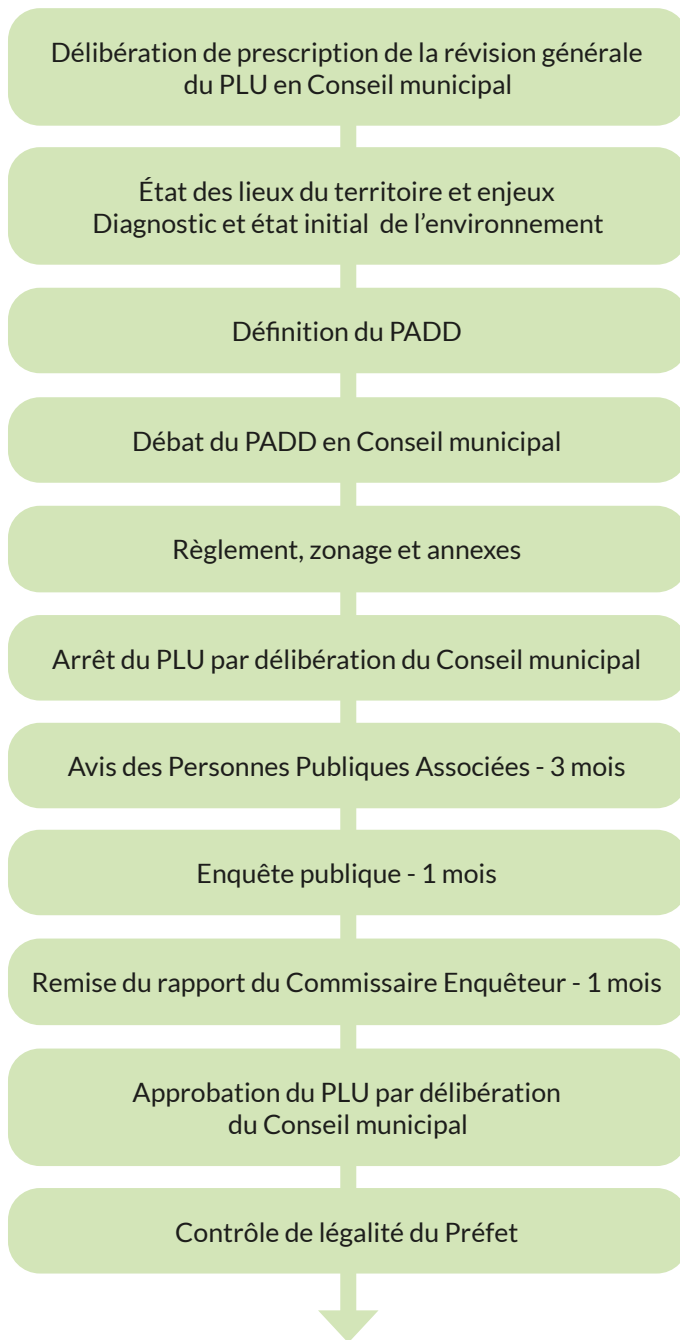 Délibération de prescription de la révision générale
du PLU en Conseil municipal
État des lieux du territoire et enjeux
Diagnostic et état initial de l’environnement
Définition du PADD
Débat du PADD en Conseil municipal
Règlement, zonage et annexes
Arrêt du PLU par délibération du Conseil municipal
Avis des Personnes Publiques Associées - 3 mois
Enquête publique - 1 mois
Remise du rapport du Commissaire Enquêteur - 1 mois
Approbation du PLU par délibération
du Conseil municipal
Contrôle de légalité du Préfet